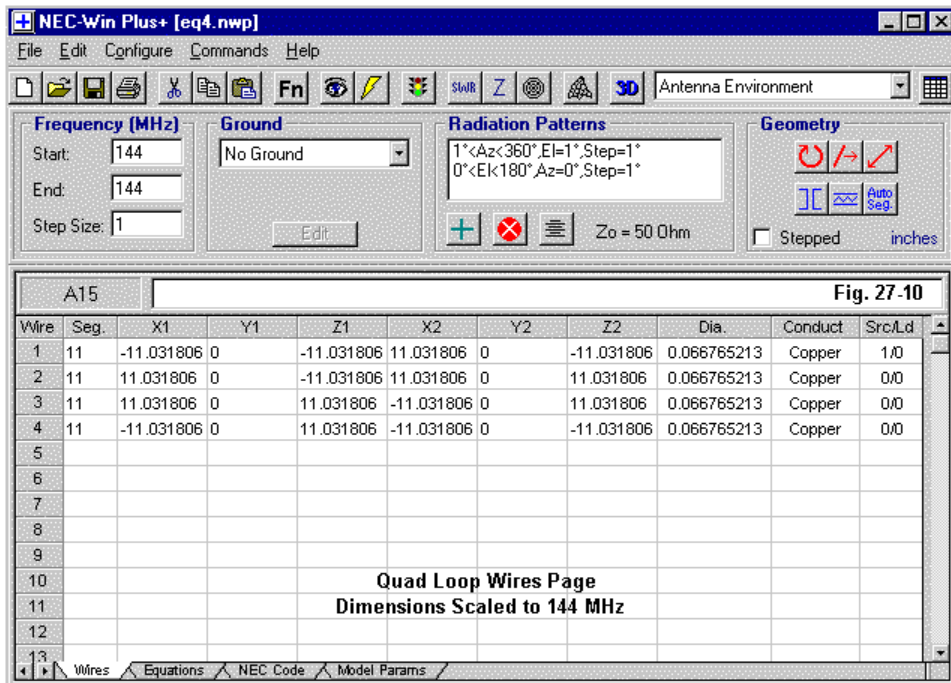 NEC-Win Plus+ [eq4.nwp]
File Edit Configure Commands Help
Fn SWR Z 3D Antenna Environment
Frequency (MHz) Ground Radiation Patterns Geometry
Start: 144 No Ground 1°<Az<360°,El=1°,Step=1°
0°<El<180°,Az=0°,Step=1°
End: 144
Step Size: 1 Edit Zo = 50 Ohm Auto Seg.
Stepped inches
A15 Fig. 27-10
Wire Seg. X1 Y1 Z1 X2 Y2 Z2 Dia. Conduct Src/Ld
1 11 -11.031806 0 -11.031806 11.031806 0 -11.031806 0.066765213 Copper 1/0
2 11 11.031806 0 -11.031806 11.031806 0 11.031806 0.066765213 Copper 0/0
3 11 11.031806 0 11.031806 -11.031806 0 11.031806 0.066765213 Copper 0/0
4 11 -11.031806 0 11.031806 -11.031806 0 -11.031806 0.066765213 Copper 0/0
5
6
7
8
9
10 Quad Loop Wires Page
11 Dimensions Scaled to 144 MHz
12
13
Wires Equations NEC Code Model Params